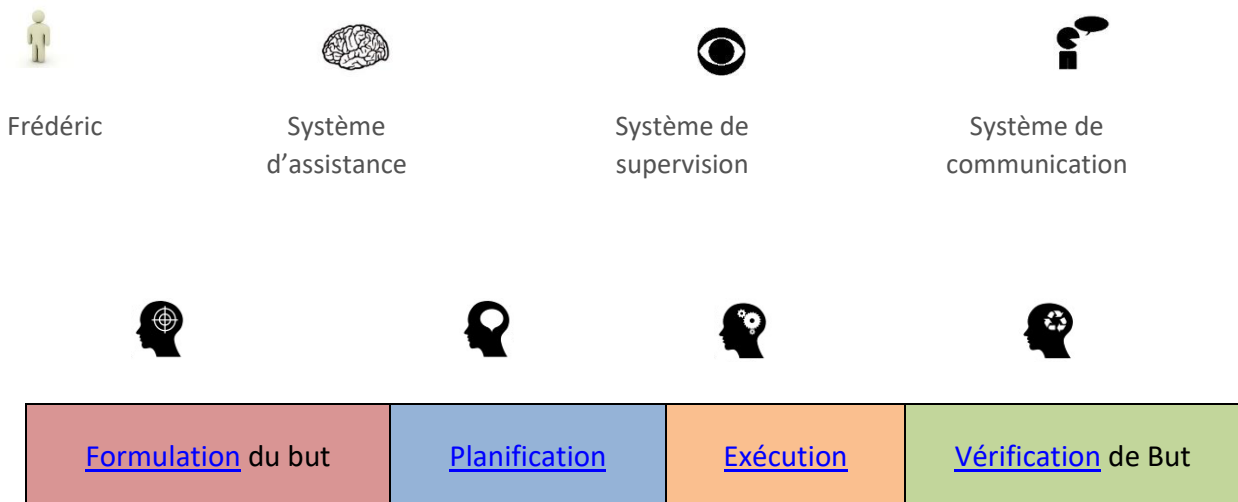 Frédéric
Système
d’assistance
Système de
supervision
Système de
communication
Formulation du but
Planification
Exécution
Vérification de But